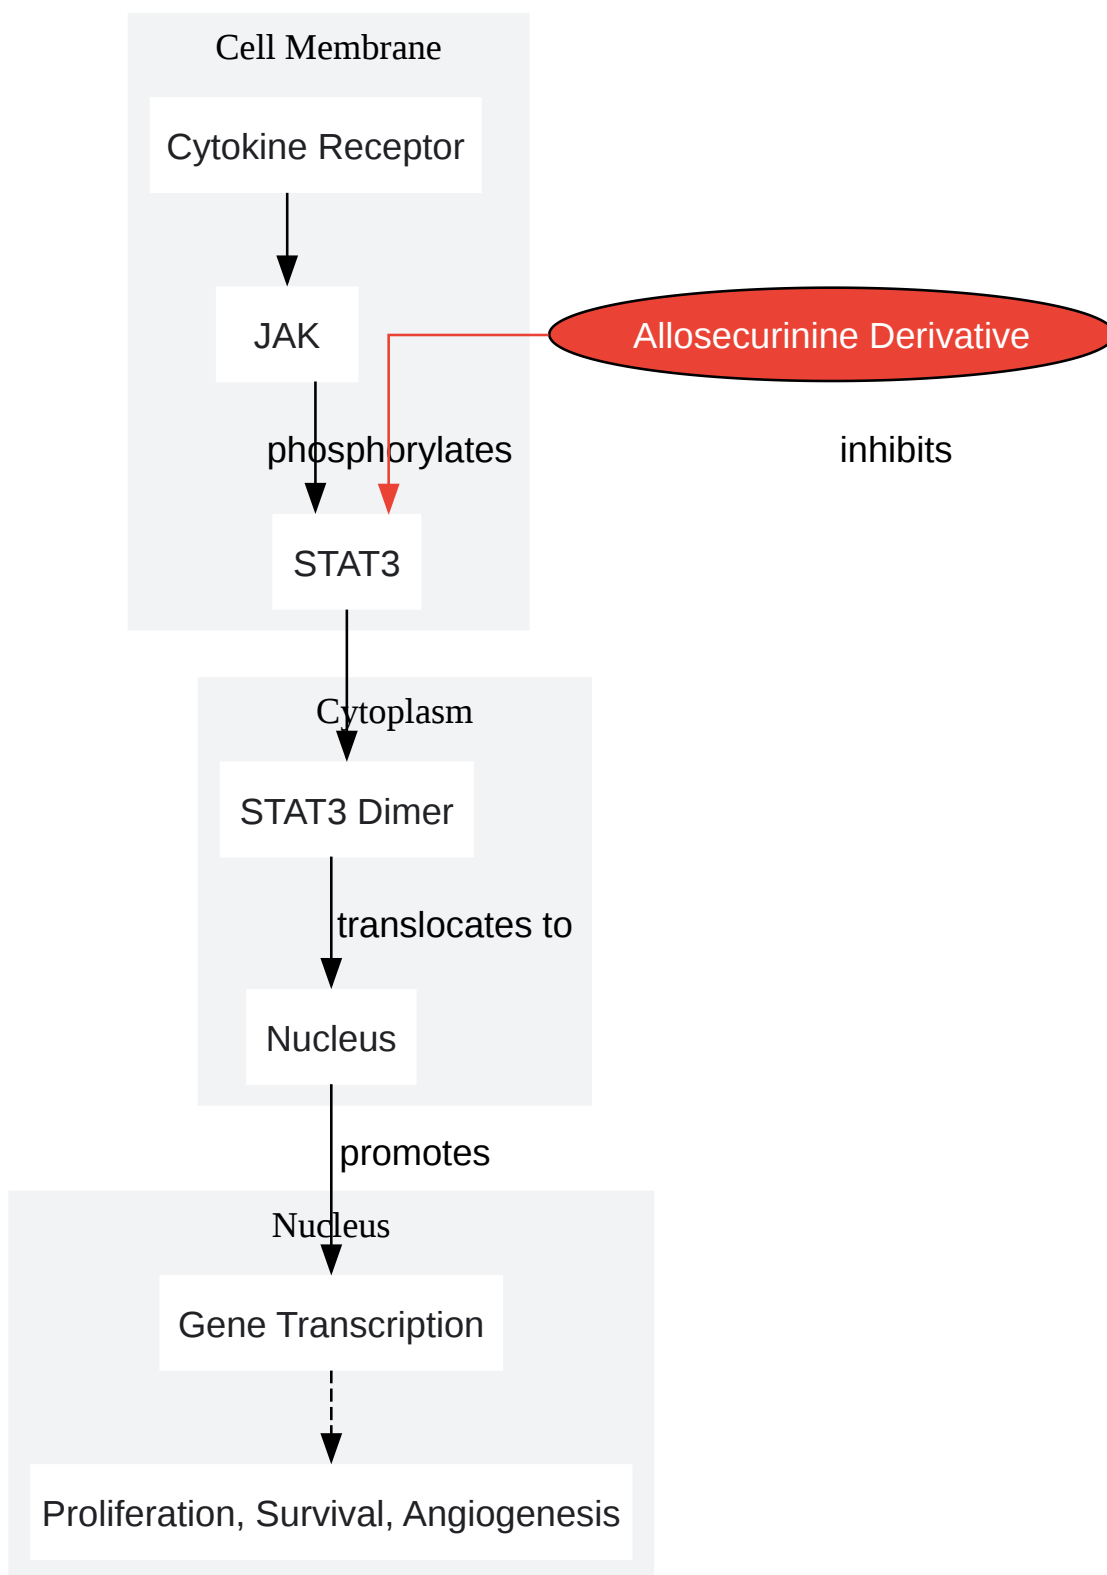 Cell Membrane
Cytokine Receptor
JAK
Allosecurinine Derivative
phosphorylates
inhibits
STAT3
Cytoplasm
STAT3 Dimer
translocates to
Nucleus
promotes
Nucleus
Gene Transcription
Proliferation, Survival, Angiogenesis